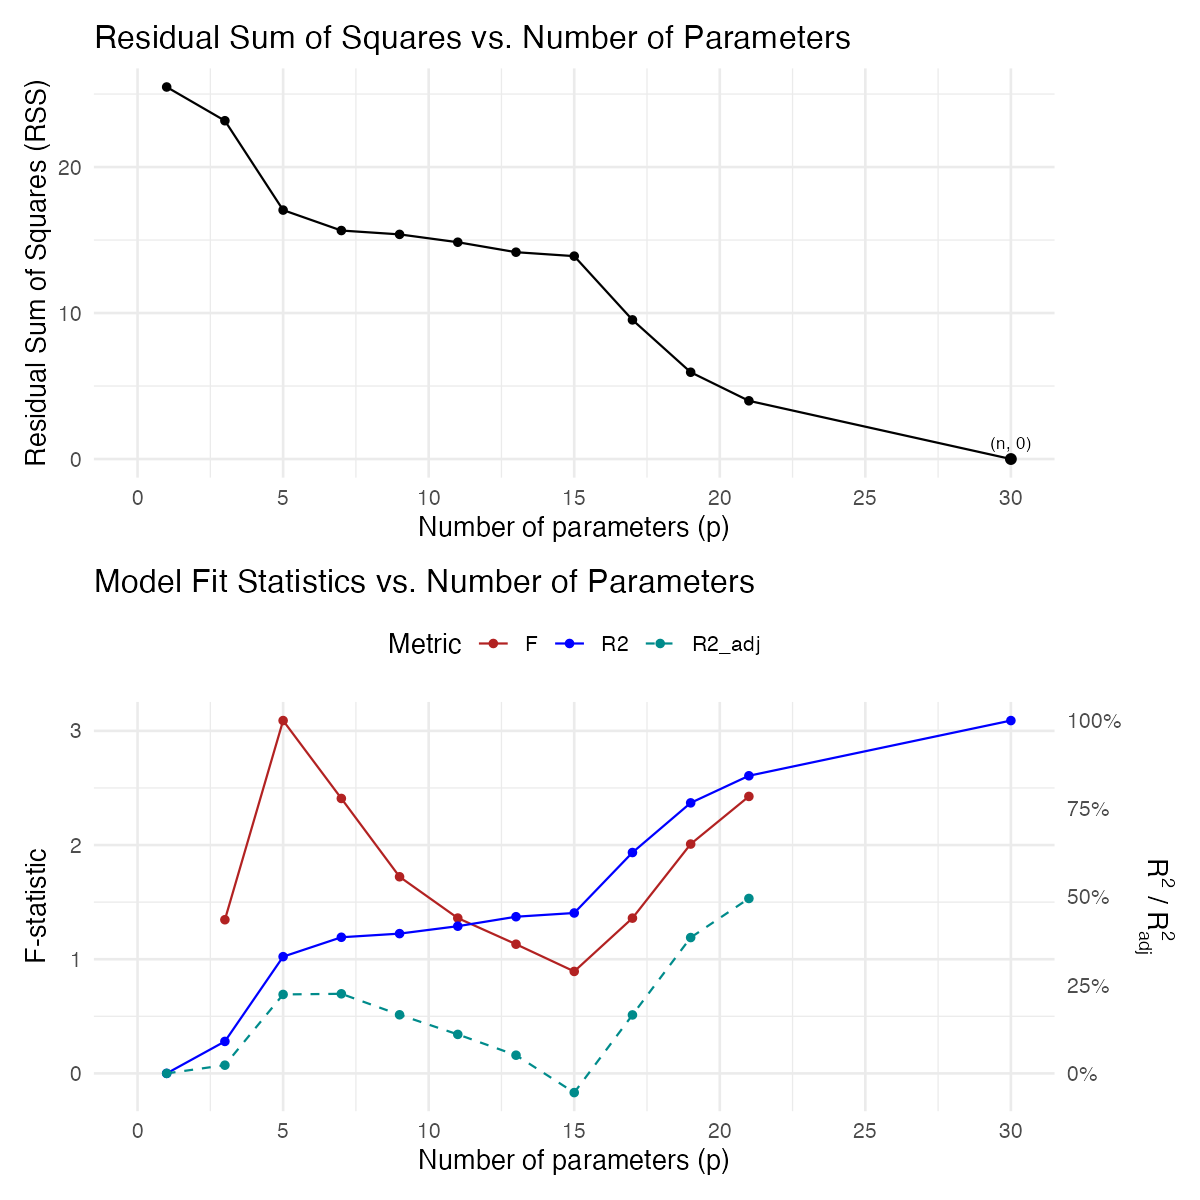 Residual Sum of Squares vs. Number of Parameters
Residual Sum of Squares (RSS)
20
10
0
(n, 0)
0 5 10 15 20 25 30
Number of parameters (p)
Model Fit Statistics vs. Number of Parameters
Metric F R2 R2_adj
F-statistic
3
2
1
0
100%
75%
50%
25%
0%
R² / R²adj
0 5 10 15 20 25 30
Number of parameters (p)